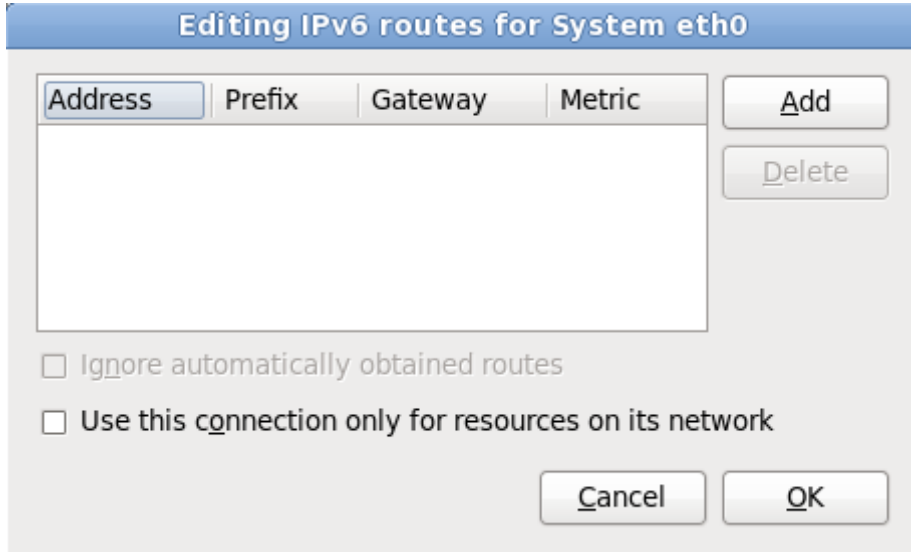 Editing IPv6 routes for System eth0
Address Prefix Gateway Metric
Add
Delete
Ignore automatically obtained routes
Use this connection only for resources on its network
Cancel OK